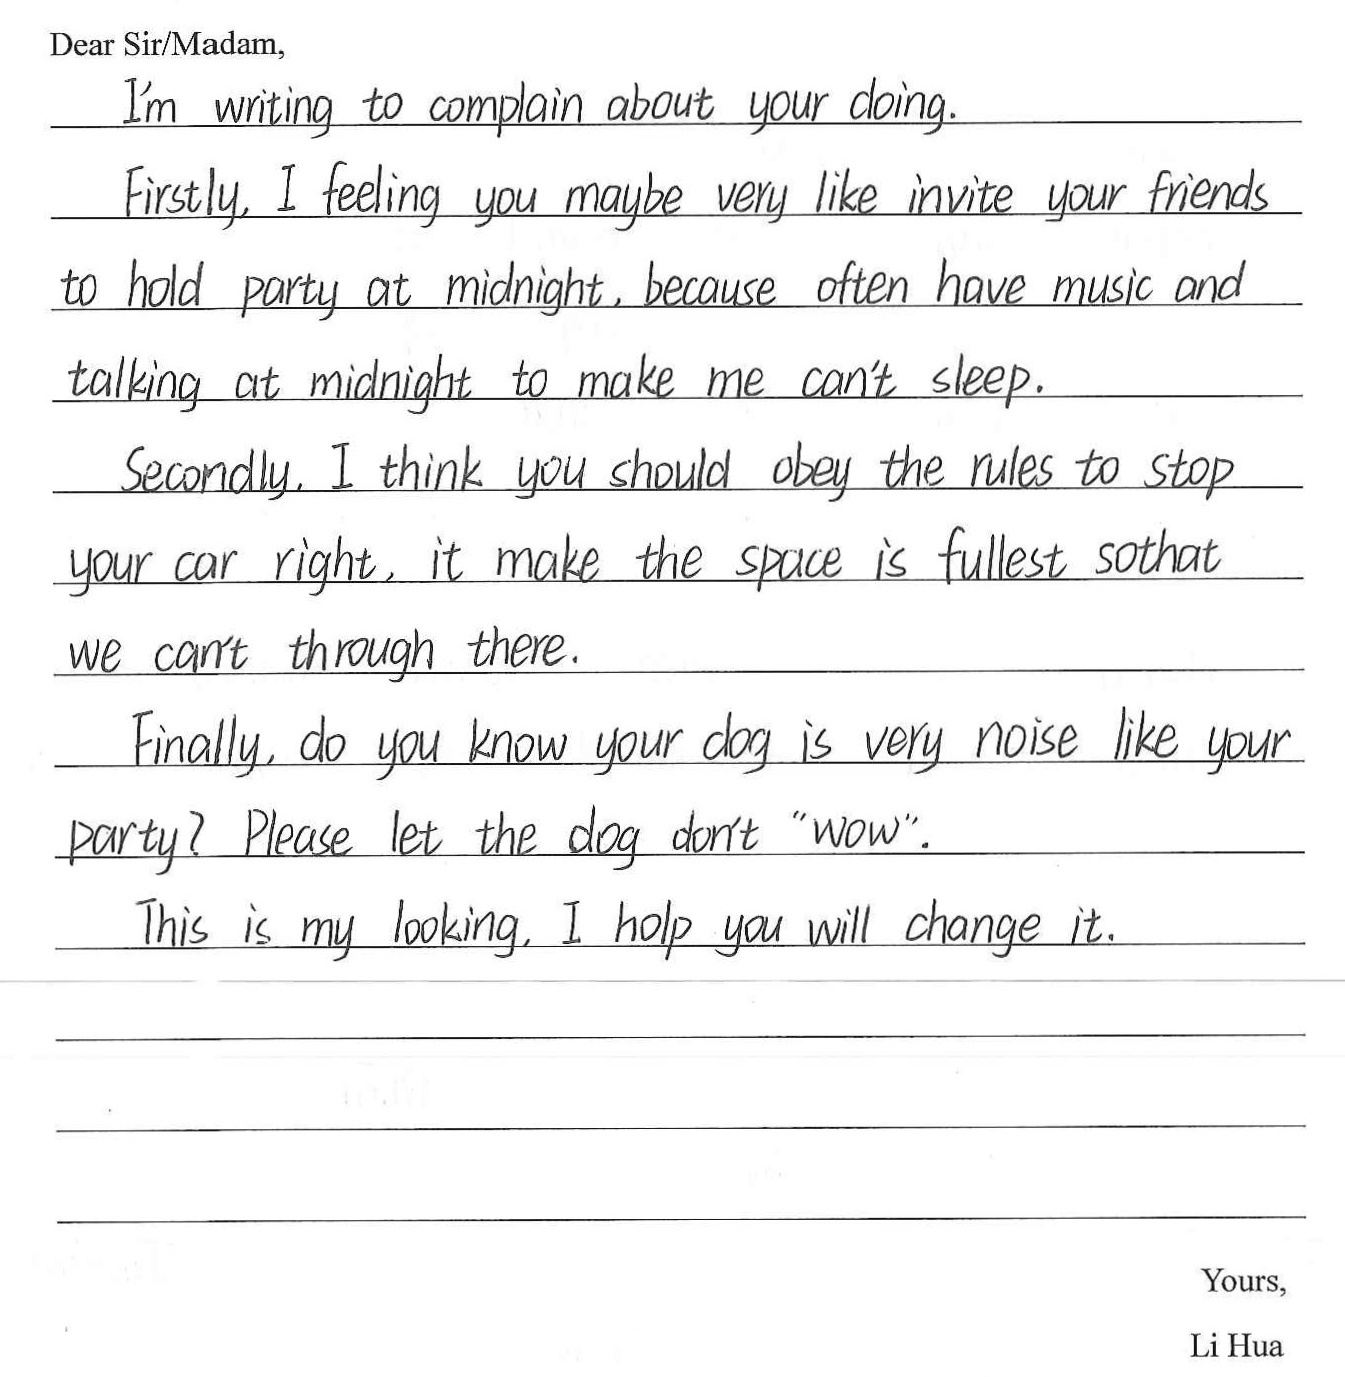 Dear Sir/Madam,
I'm writing to complain about your doing.
Firstly, I feeling you maybe very like invite your friends
to hold party at midnight, because often have music and
talking at midnight to make me can't sleep.
Secondly, I think you should obey the rules to stop
your car right, it make the space is fullest sothat
we can't through there.
Finally, do you know your dog is very noise like your
party? Please let the dog don't "wow".
This is my looking, I holp you will change it.
Yours,
Li Hua